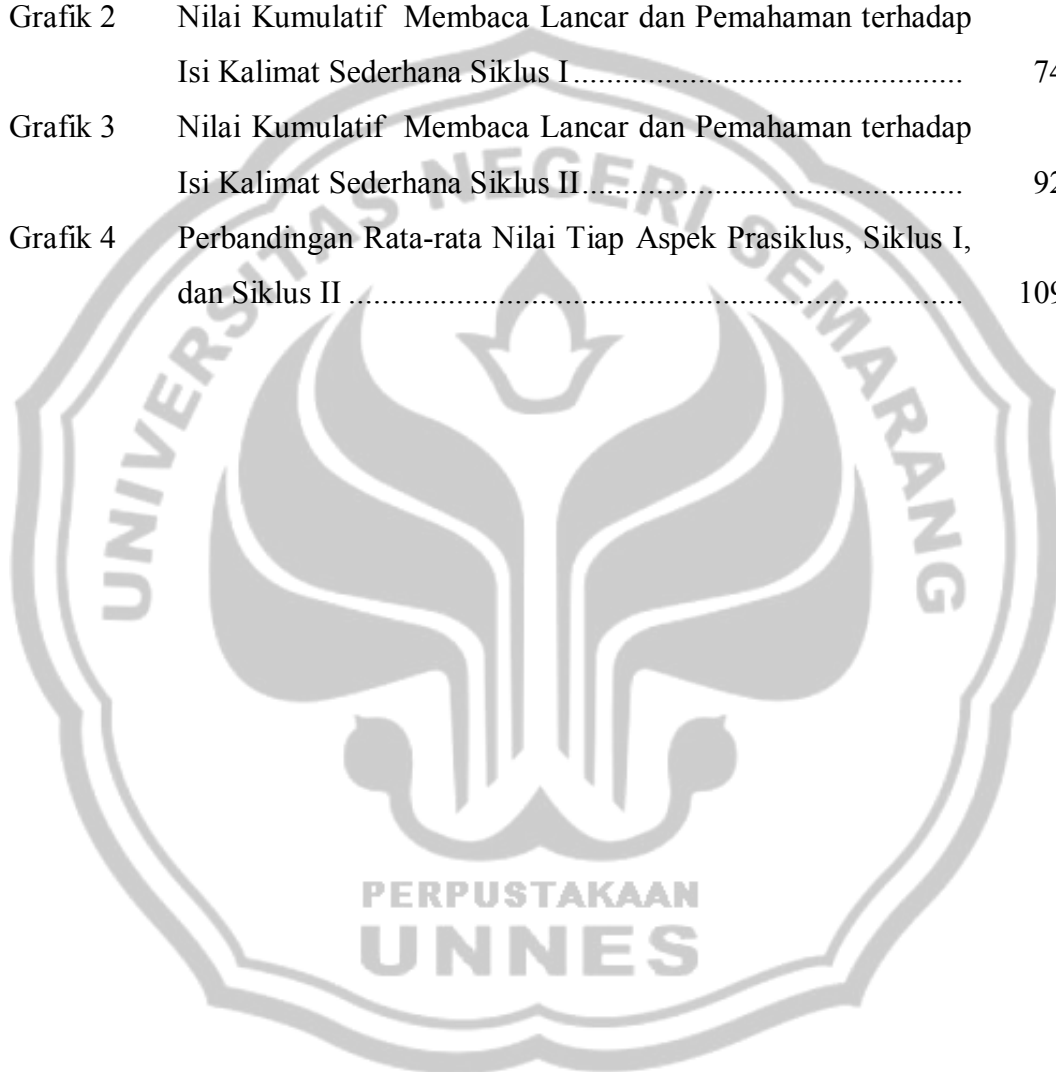 Grafik 2 Nilai Kumulatif Membaca Lancar dan Pemahaman terhadap
Isi Kalimat Sederhana Siklus I 74
Grafik 3 Nilai Kumulatif Membaca Lancar dan Pemahaman terhadap
Isi Kalimat Sederhana Siklus II 92
Grafik 4 Perbandingan Rata-rata Nilai Tiap Aspek Prasiklus, Siklus I,
dan Siklus II 109
UNIVERSITAS NEGERI SEMARANG
PERPUSTAKAAN
UNNES